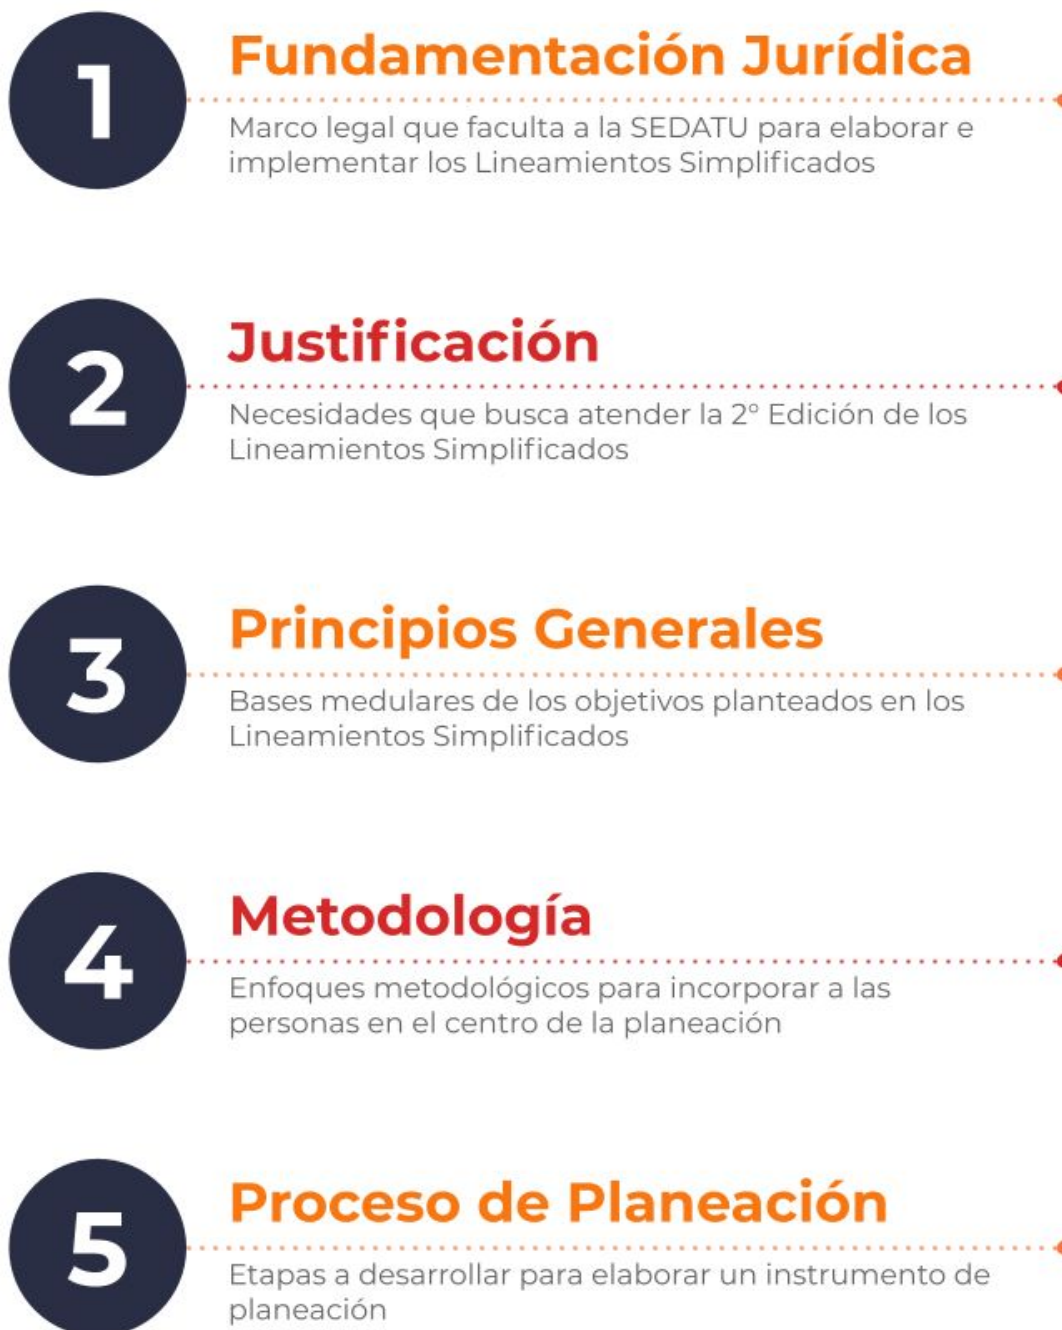 1
Fundamentación Jurídica
Marco legal que faculta a la SEDATU para elaborar e
implementar los Lineamientos Simplificados
2
Justificación
Necesidades que busca atender la 2° Edición de los
Lineamientos Simplificados
3
Principios Generales
Bases medulares de los objetivos planteados en los
Lineamientos Simplificados
4
Metodología
Enfoques metodológicos para incorporar a las
personas en el centro de la planeación
5
Proceso de Planeación
Etapas a desarrollar para elaborar un instrumento de
planeación